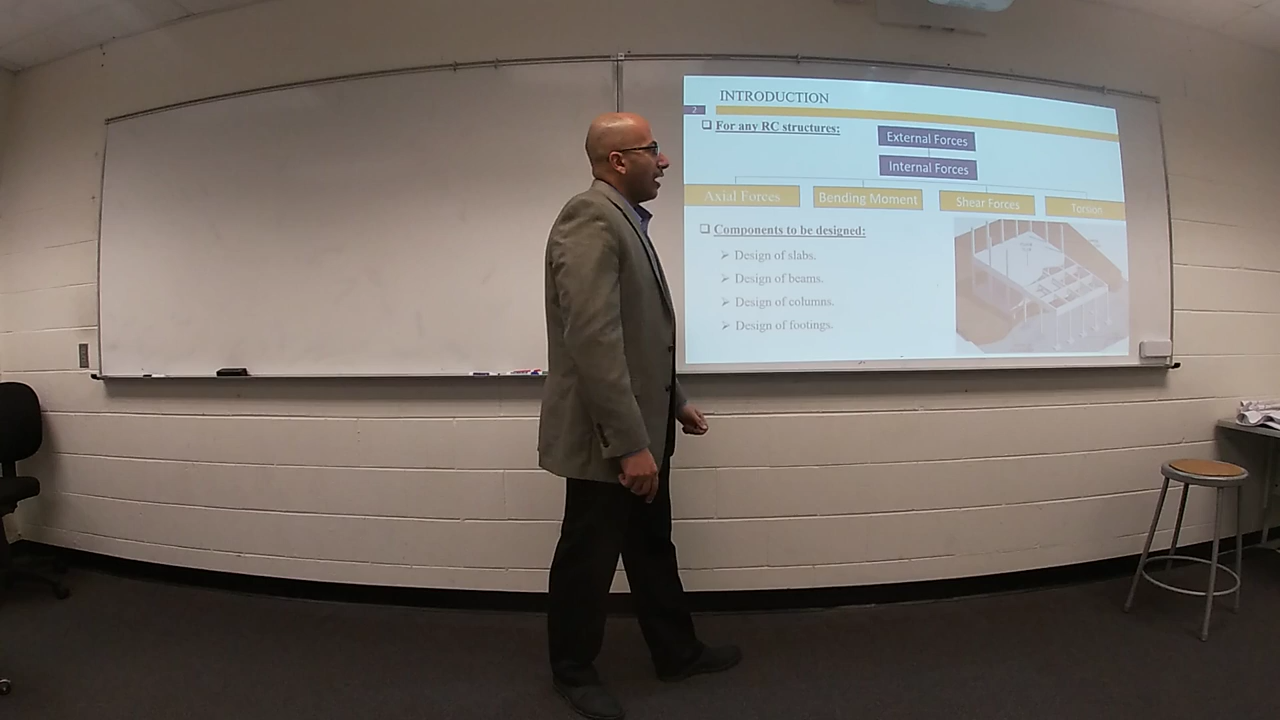 INTRODUCTION
2
❑ For any RC structures:
External Forces
Internal Forces
Axial Forces
Bending Moment
Shear Forces
Torsion
❑ Components to be designed:
➢ Design of slabs.
➢ Design of beams.
➢ Design of columns.
➢ Design of footings.